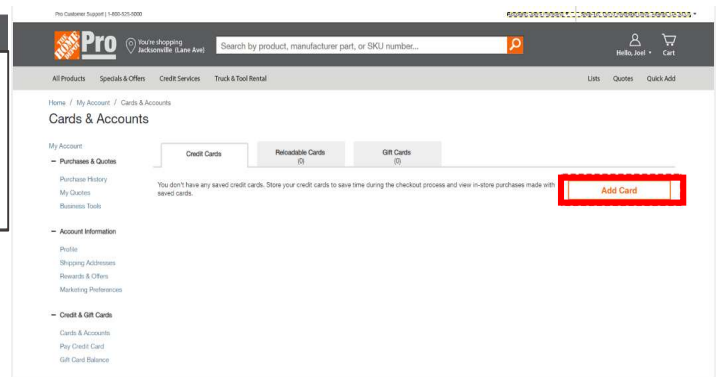 Pro Customer Support | 1-866-525-5000
THE HOME DEPOT
Pro
You're shopping
Jacksonville (Lane Ave)
Search by product, manufacturer part, or SKU number...
Hello, Joel
Cart
All Products Specials & Offers Credit Services Truck & Tool Rental Lists Quotes Quick Add
Home / My Account / Cards & Accounts
Cards & Accounts
My Account
– Purchases & Quotes
Purchase History
My Quotes
Business Tools
– Account Information
Profile
Shipping Addresses
Rewards & Offers
Marketing Preferences
– Credit & Gift Cards
Cards & Accounts
Pay Credit Card
Gift Card Balance
Credit Cards
Reloadable Cards
(0)
Gift Cards
(0)
You don't have any saved credit cards. Store your credit cards to save time during the checkout process and view in-store purchases made with
saved cards.
Add Card